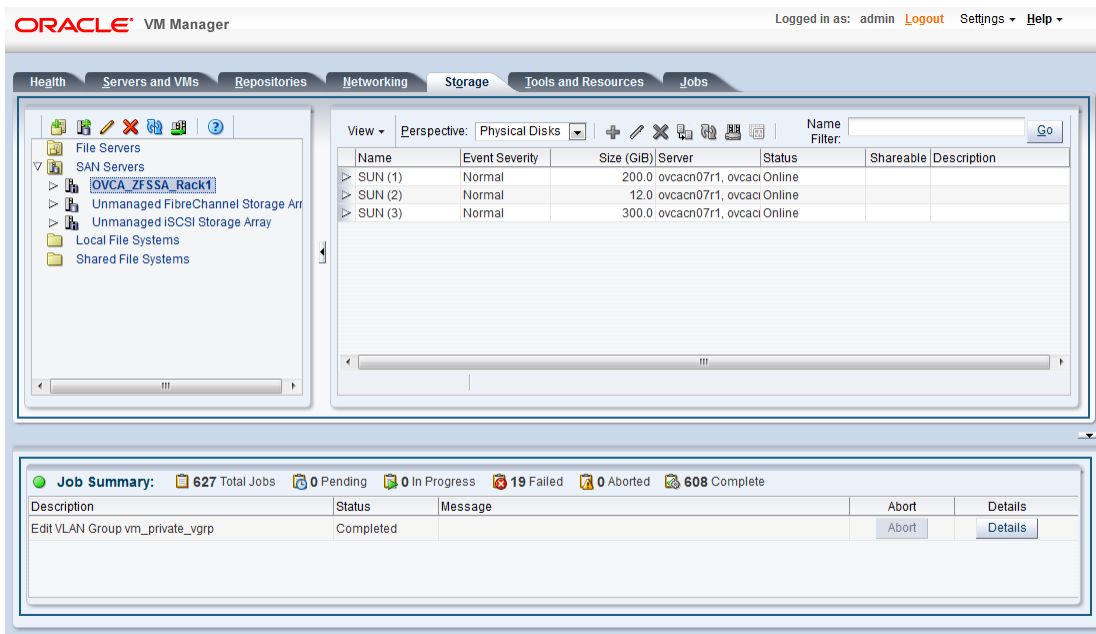 ORACLE VM Manager
Logged in as: admin Logout Settings Help
Health Servers and VMs Repositories Networking Storage Tools and Resources Jobs
File Servers
SAN Servers
OVCA_ZFSSA_Rack1
Unmanaged FibreChannel Storage Arr
Unmanaged iSCSI Storage Array
Local File Systems
Shared File Systems
View Perspective: Physical Disks Name Filter: Go
Name Event Severity Size (GiB) Server Status Shareable Description
SUN (1) Normal 200.0 ovcacn07r1, ovcac Online
SUN (2) Normal 12.0 ovcacn07r1, ovcac Online
SUN (3) Normal 300.0 ovcacn07r1, ovcac Online
Job Summary: 627 Total Jobs 0 Pending 0 In Progress 19 Failed 0 Aborted 608 Complete
Description Status Message Abort Details
Edit VLAN Group vm_private_vgrp Completed Abort Details